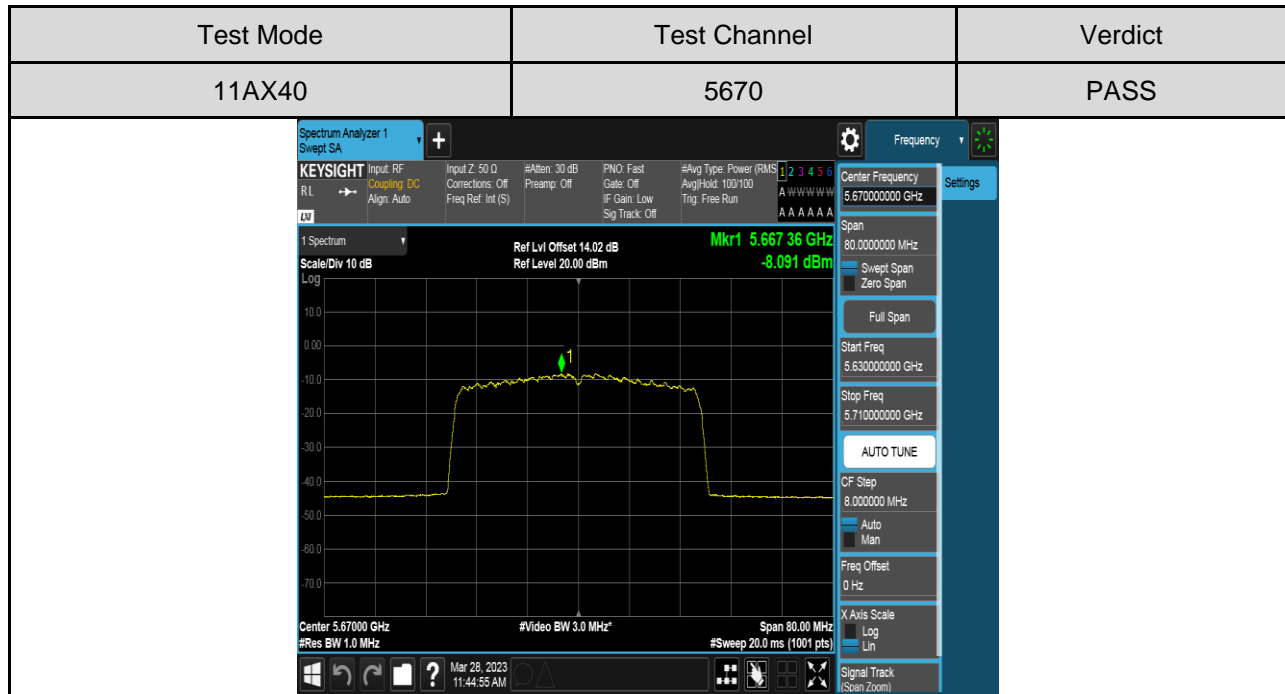 Test Mode Test Channel Verdict
11AX40 5670 PASS
Spectrum Analyzer 1
Swept SA
+
Frequency
KEYSIGHT Input: RF Input Z: 50 Ω #Atten: 30 dB PNO: Fast #Avg Type: Power (RMS 1 2 3 4 5 6
RL Coupling: DC Corrections: Off Preamp: Off Gate: Off Avg|Hold: 100/100 A W W W W W
Align: Auto Freq Ref: Int (S) IF Gain: Low Trig: Free Run
LXI Sig Track: Off A A A A A A
1 Spectrum Ref Lvl Offset 14.02 dB Mkr1 5.667 36 GHz
Scale/Div 10 dB Ref Level 20.00 dBm -8.091 dBm
Log
10.0
0.00
1
-10.0
-20.0
-30.0
-40.0
-50.0
-60.0
-70.0
Center 5.67000 GHz #Video BW 3.0 MHz* Span 80.00 MHz
#Res BW 1.0 MHz #Sweep 20.0 ms (1001 pts)
? Mar 28, 2023
11:44:55 AM
Settings
Center Frequency
5.670000000 GHz
Span
80.0000000 MHz
Swept Span
Zero Span
Full Span
Start Freq
5.630000000 GHz
Stop Freq
5.710000000 GHz
AUTO TUNE
CF Step
8.000000 MHz
Auto
Man
Freq Offset
0 Hz
X Axis Scale
Log
Lin
Signal Track
(Span Zoom)